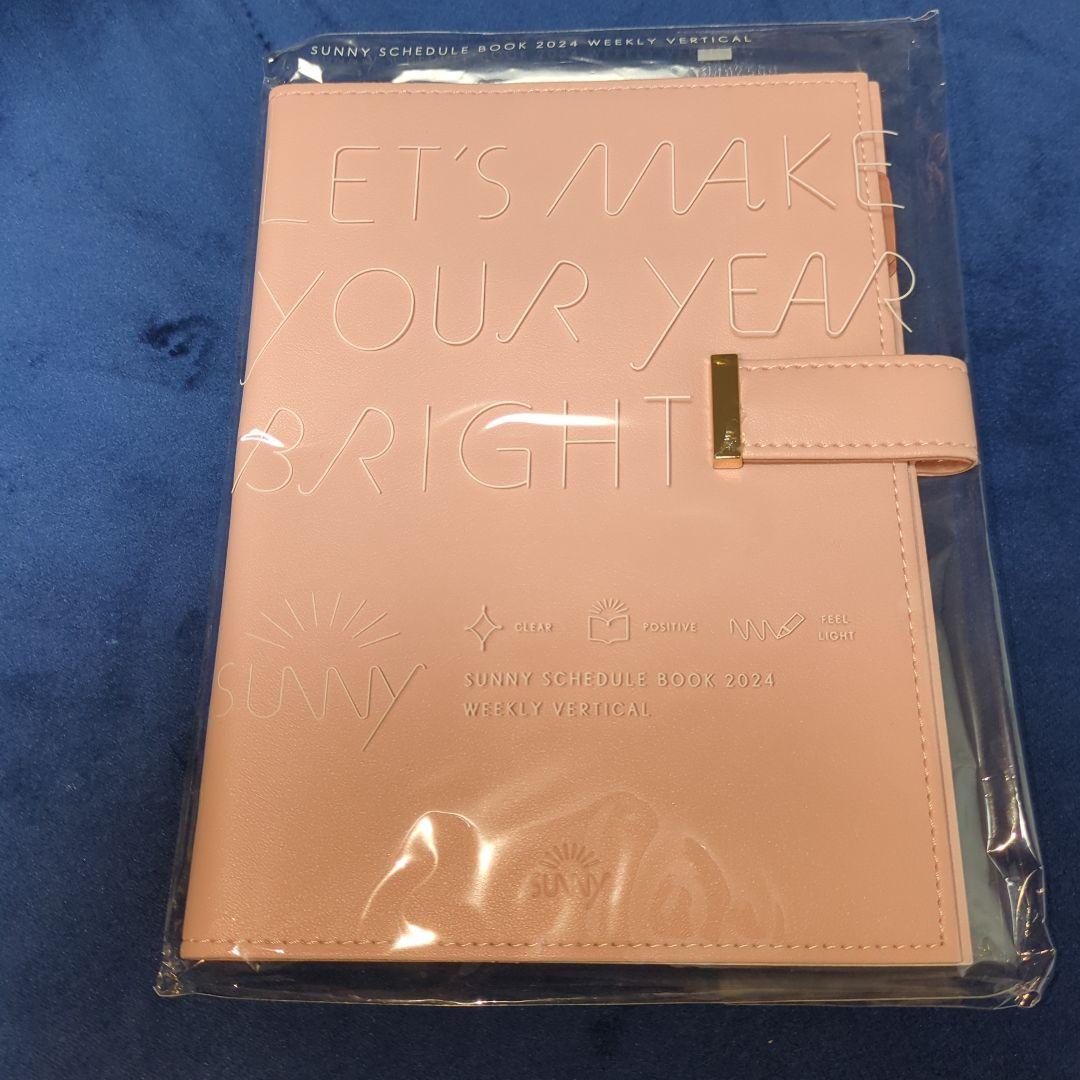 SUNNY SCHEDULE BOOK 2024 WEEKLY VERTICAL
LET'S MAKE
YOUR YEAR
BRIGHT
CLEAR
POSITIVE
FEEL
LIGHT
SUNNY
SUNNY SCHEDULE BOOK 2024
WEEKLY VERTICAL
SUNNY